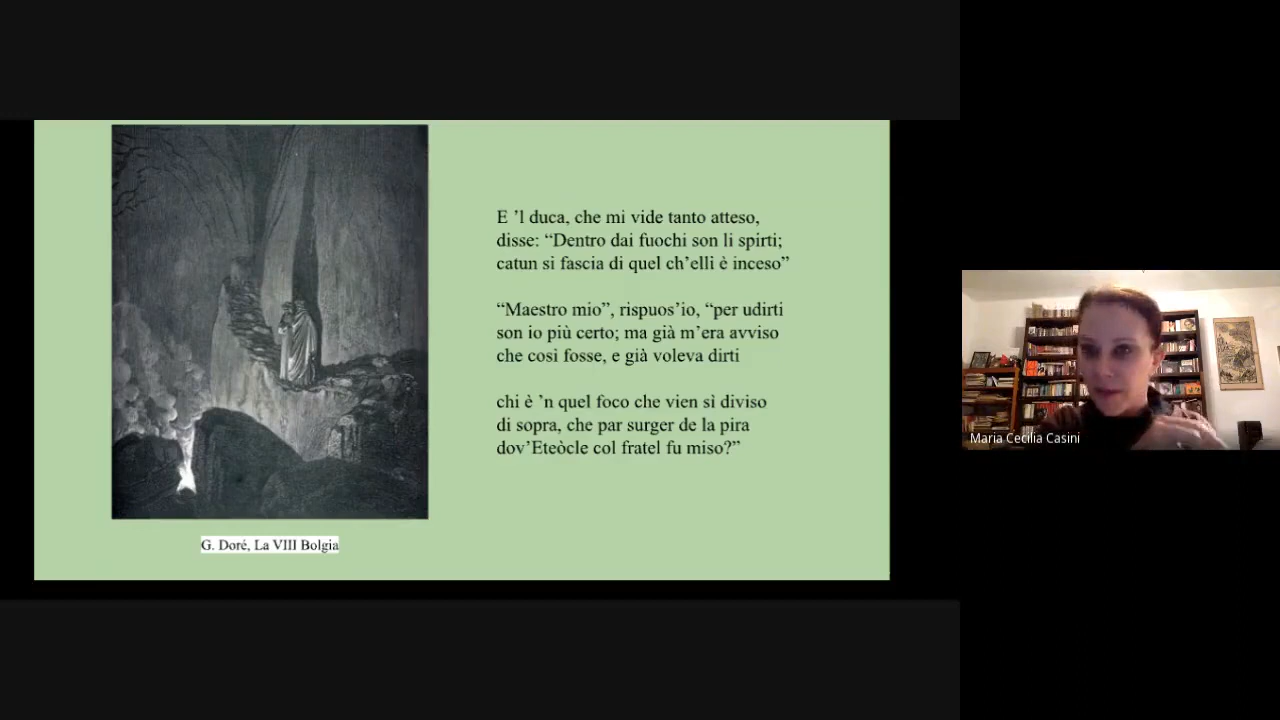 E ’l duca, che mi vide tanto atteso,
disse: “Dentro dai fuochi son li spirti;
catun si fascia di quel ch’elli è inceso”
“Maestro mio”, rispuos’io, “per udirti
son io più certo; ma già m’era avviso
che così fosse, e già voleva dirti
chi è ’n quel foco che vien sì diviso
di sopra, che par surger de la pira
dov’Eteòcle col fratel fu miso?”
G. Doré, La VIII Bolgia
Maria Cecilia Casini